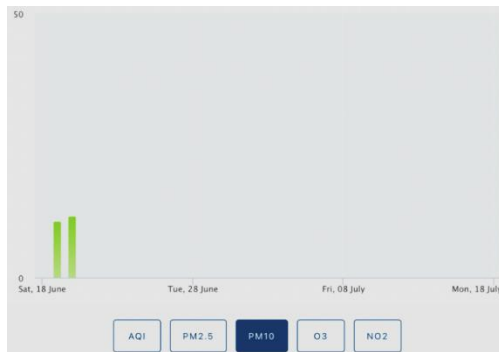 50
0
Sat, 18 June Tue, 28 June Fri, 08 July Mon, 18 July
AQI PM2.5 PM10 O3 NO2